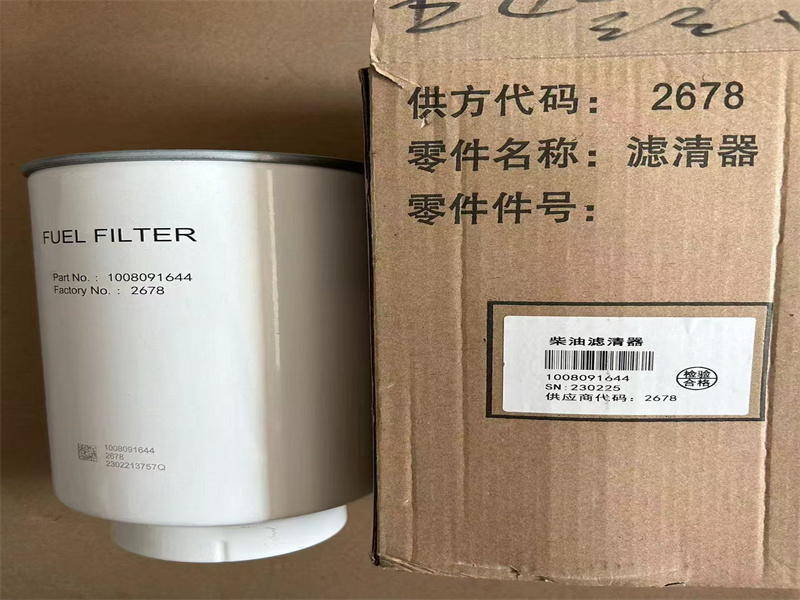 FUEL FILTER
Part No. : 1008091644
Factory No. : 2678
1008091644
2678
2302213757Q
供方代码: 2678
零件名称: 滤清器
零件件号:
柴油滤清器
1008091644
SN:230225
供应商代码: 2678
检验
合格